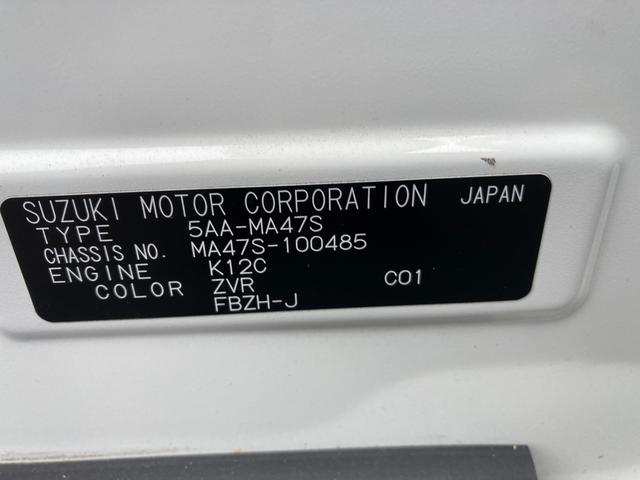 SUZUKI MOTOR CORPORATION JAPAN
TYPE 5AA-MA47S
CHASSIS NO. MA47S-100485
ENGINE K12C
COLOR ZVR C01
FBZH-J